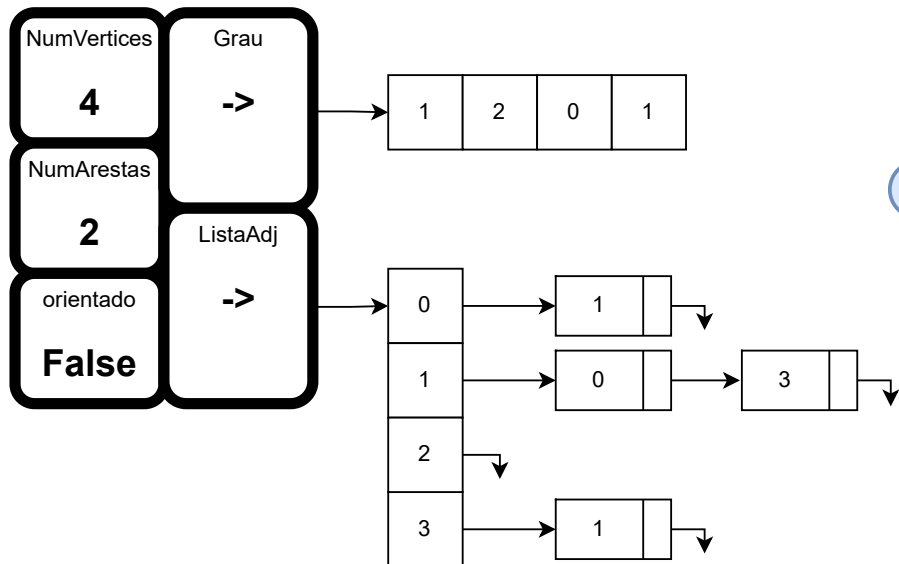 NumVertices
4
Grau
->
1 2 0 1
NumArestas
2
ListaAdj
->
orientado
False
0 1
1 0 3
2
3 1